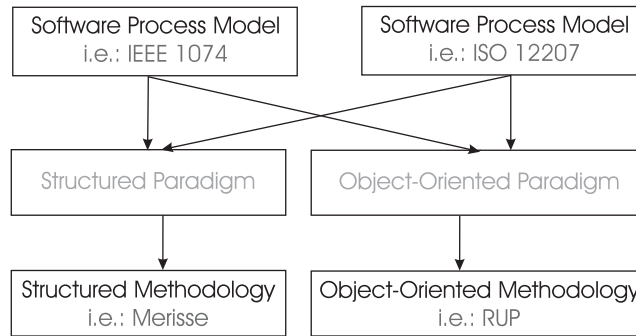 Software Process Model
i.e.: IEEE 1074
Software Process Model
i.e.: ISO 12207
Structured Paradigm
Object-Oriented Paradigm
Structured Methodology
i.e.: Merisse
Object-Oriented Methodology
i.e.: RUP